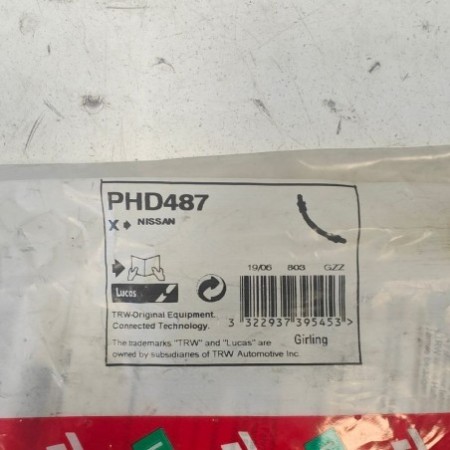 PHD487
X NISSAN
19/06 803 GZZ
Lucas
TRW-Original Equipment.
Connected Technology.
3 322937 395453 >
The trademarks "TRW" and "Lucas" are
owned by subsidiaries of TRW Automotive Inc.
Girling